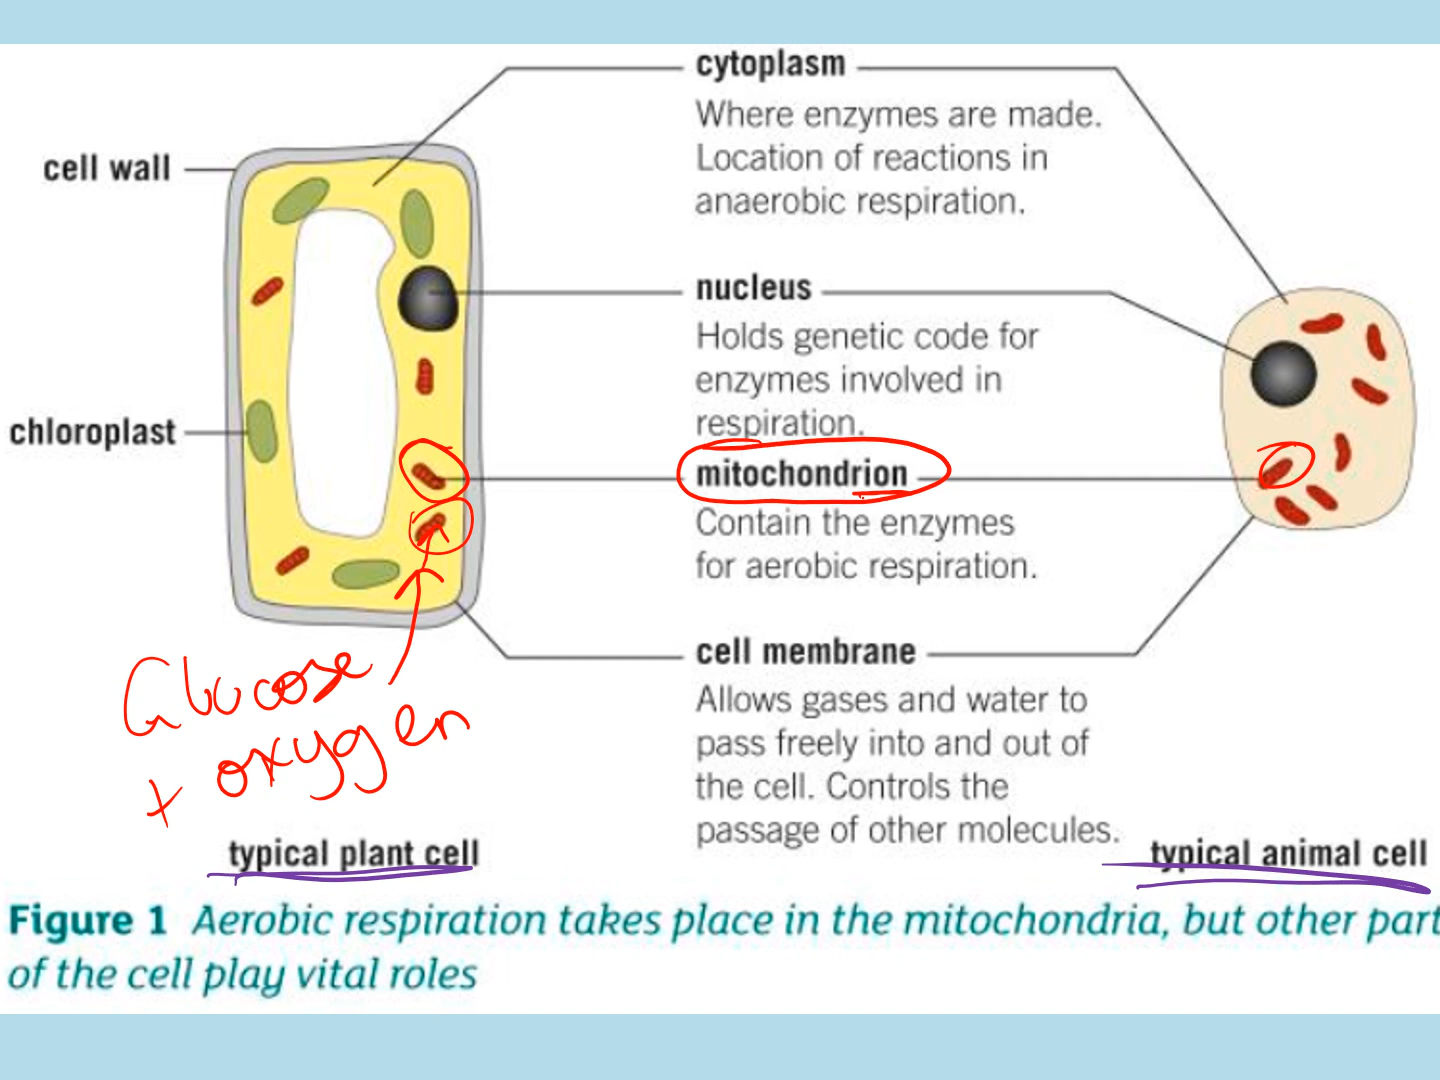 cytoplasm
Where enzymes are made.
Location of reactions in
anaerobic respiration.
cell wall
nucleus
Holds genetic code for
enzymes involved in
respiration.
chloroplast
mitochondrion
Contain the enzymes
for aerobic respiration.
cell membrane
Allows gases and water to
pass freely into and out of
the cell. Controls the
passage of other molecules.
Glucose
+ oxygen
typical plant cell
typical animal cell
Figure 1 Aerobic respiration takes place in the mitochondria, but other part
of the cell play vital roles